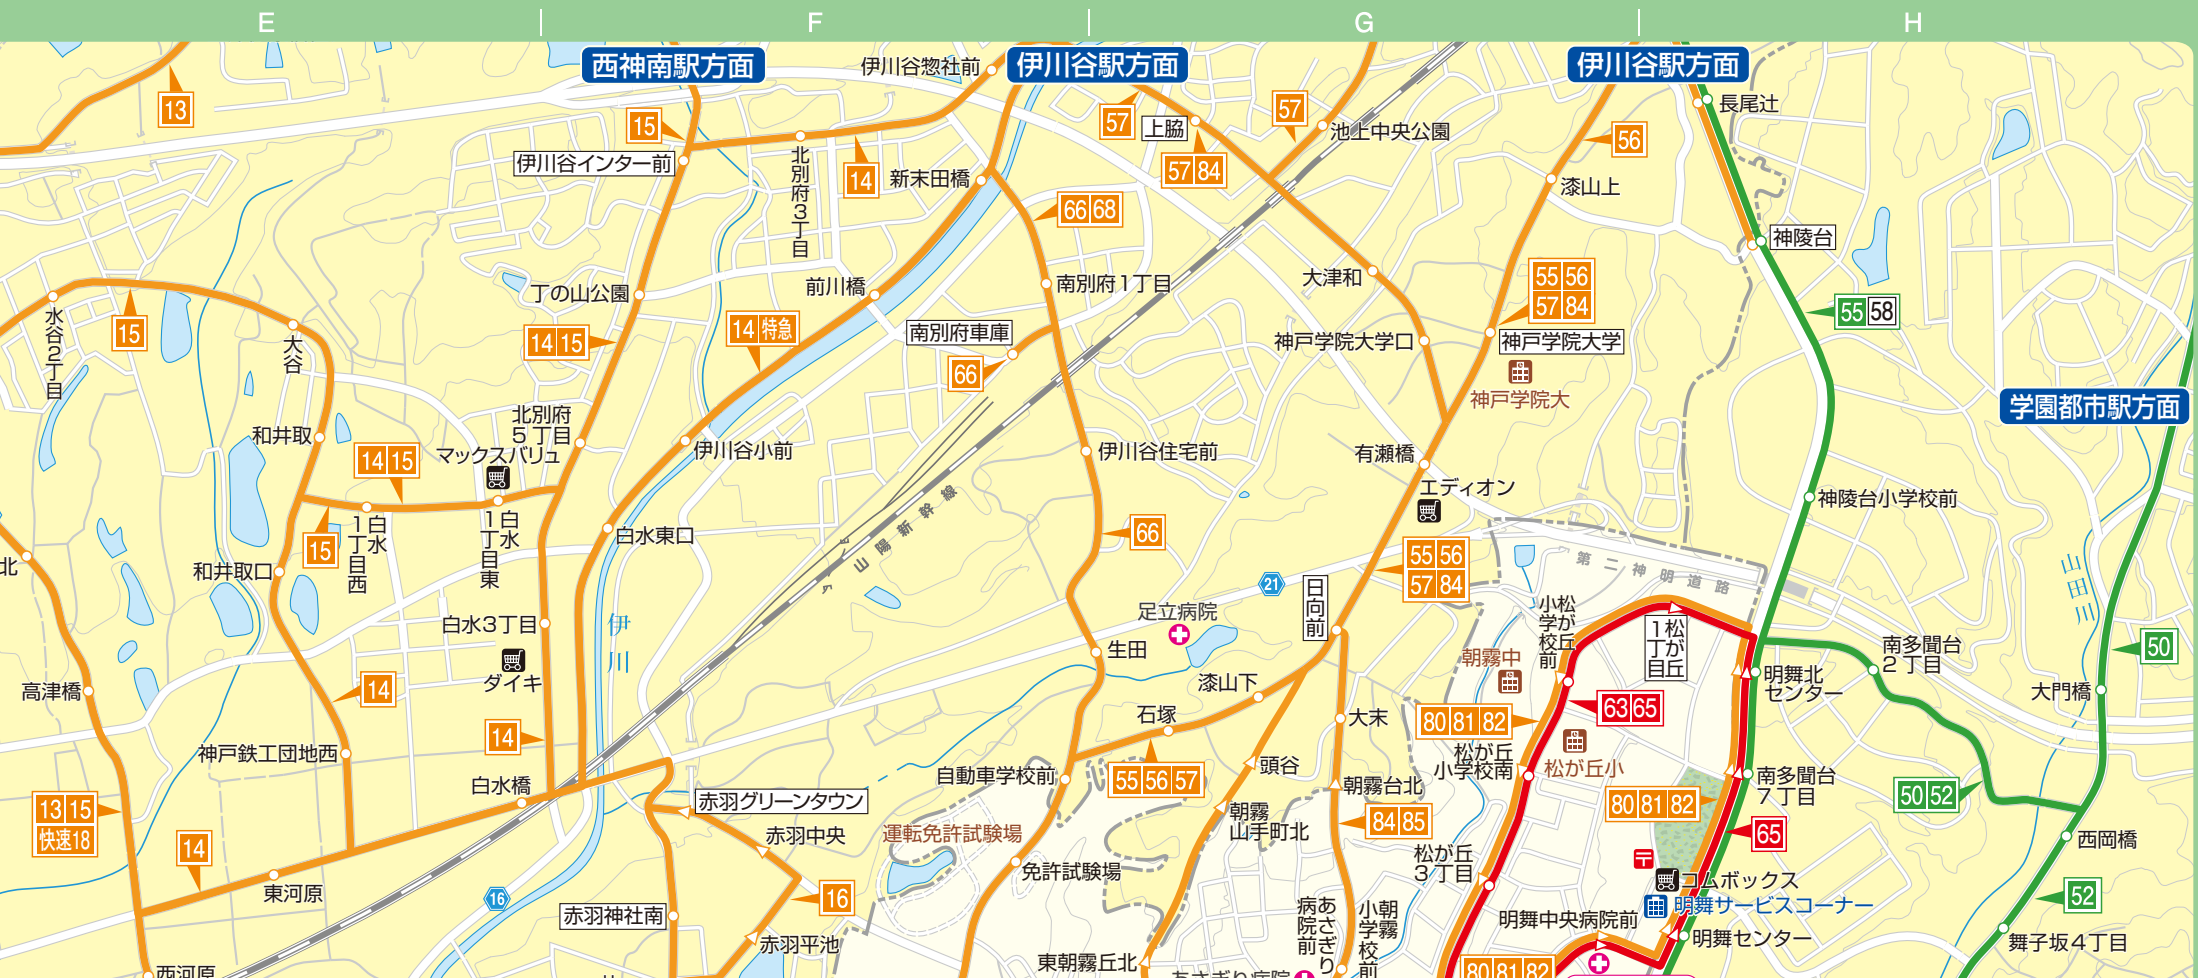 E
F
G
H
西神南駅方面
伊川谷駅方面
伊川谷駅方面
伊川谷惣社前
13
15
57
上脇
57
池上中央公園
56
長尾辻
伊川谷インター前
北別府3丁目
14
新末田橋
57 84
漆山上
66 68
神陵台
丁の山公園
前川橋
南別府1丁目
大津和
55 56
57 84
55 58
水谷2丁目
15
大谷
14 15
14 特急
南別府車庫
66
神戸学院大学口
神戸学院大学
神戸学院大
学園都市駅方面
和井取
北別府
5丁目
マックスバリュ
14 15
伊川谷小前
伊川谷住宅前
有瀬橋
エディオン
神陵台小学校前
白水
1丁目西
白水
1丁目東
15
白水東口
山陽新幹線
66
55 56
57 84
第二神明道路
山田川
北
和井取口
21
日向前
足立病院
松が丘
小学校前
松が丘
1丁目
白水3丁目
伊川
生田
朝霧中
明舞北
センター
南多聞台
2丁目
50
高津橋
14
ダイキ
漆山下
石塚
大末
63 65
80 81 82
大門橋
14
神戸鉄工団地西
松が丘
小学校南
松が丘小
白水橋
自動車学校前
55 56 57
頭谷
朝霧台北
南多聞台
7丁目
50 52
13 15
快速18
赤羽グリーンタウン
80 81 82
赤羽中央
運転免許試験場
朝霧
山手町北
84 85
65
西岡橋
14
東河原
免許試験場
松が丘
3丁目
コムボックス
16
16
明舞サービスコーナー
52
赤羽神社南
あさぎり
病院前
朝霧
小学校前
明舞中央病院前
明舞センター
赤羽平池
舞子坂4丁目
西河原
東朝霧丘北
あさぎり病院
80 81 82